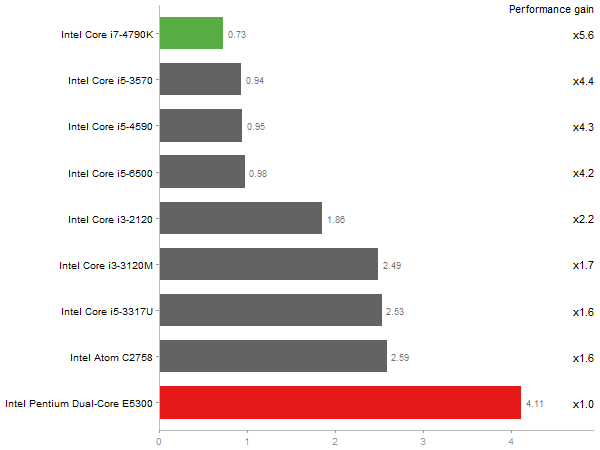 Performance gain
Intel Core i7-4790K 0.73 x5.6
Intel Core i5-3570 0.94 x4.4
Intel Core i5-4590 0.95 x4.3
Intel Core i5-6500 0.98 x4.2
Intel Core i3-2120 1.86 x2.2
Intel Core i3-3120M 2.49 x1.7
Intel Core i5-3317U 2.53 x1.6
Intel Atom C2758 2.59 x1.6
Intel Pentium Dual-Core E5300 4.11 x1.0
0 1 2 3 4